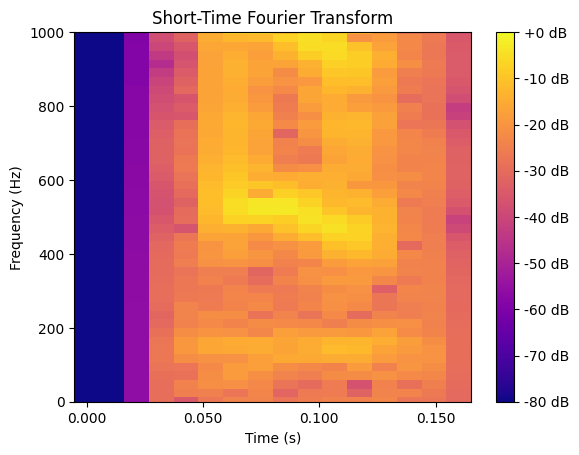 Short-Time Fourier Transform
1000
800
600
400
200
0
Frequency (Hz)
0.000
0.050
0.100
0.150
Time (s)
+0 dB
-10 dB
-20 dB
-30 dB
-40 dB
-50 dB
-60 dB
-70 dB
-80 dB